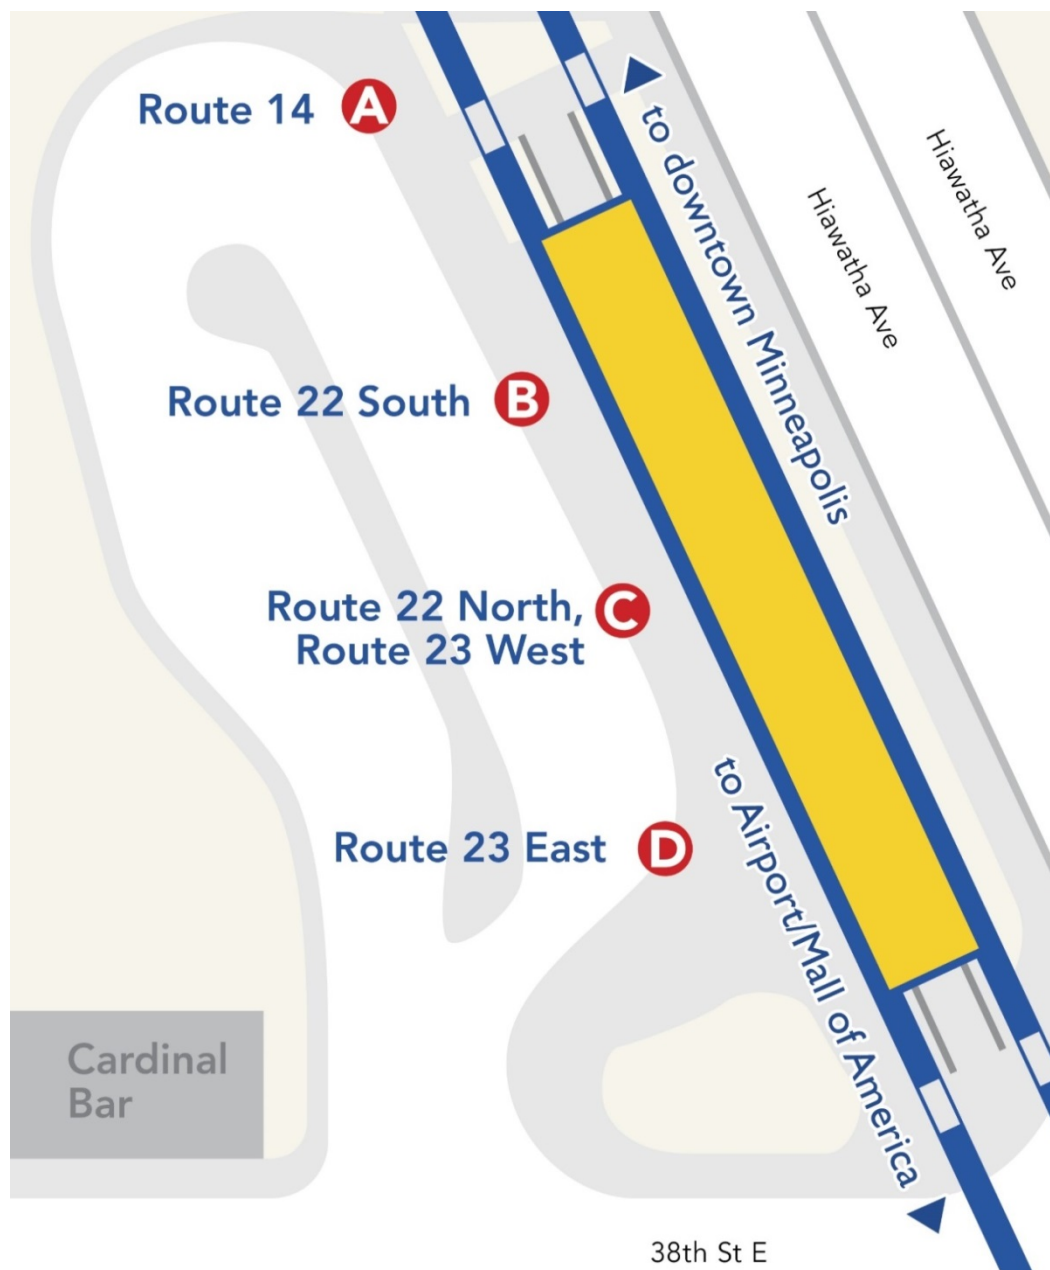 Route 14
A
to downtown Minneapolis
Hiawatha Ave
Hiawatha Ave
Route 22 South
B
Route 22 North,
Route 23 West
C
Route 23 East
D
to Airport/Mall of America
Cardinal
Bar
38th St E